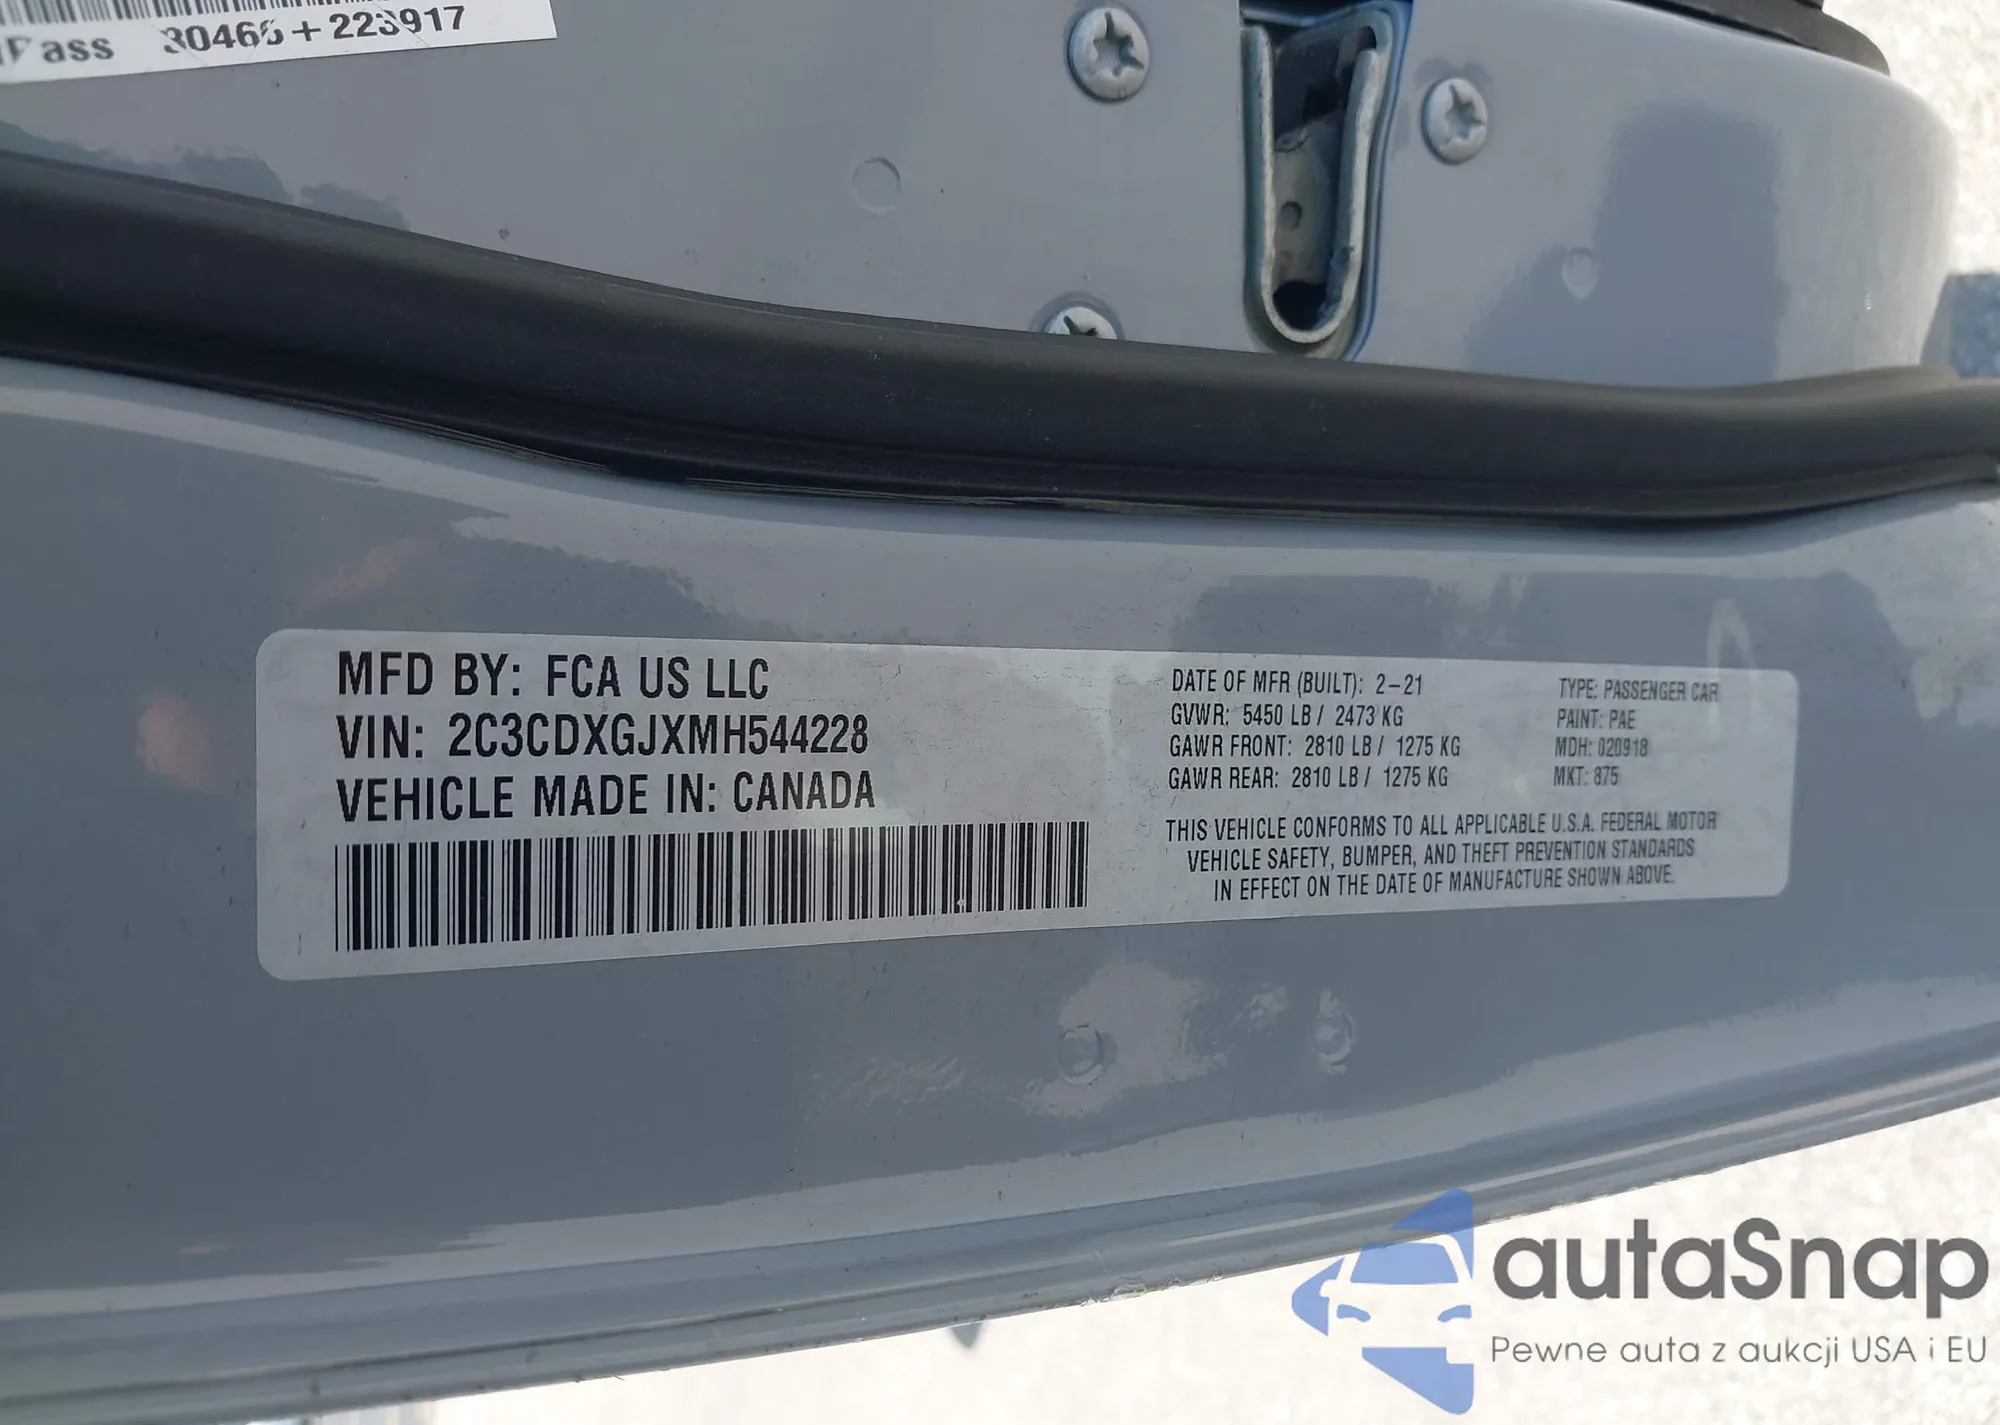 Pass 30466+223917
MFD BY: FCA US LLC
VIN: 2C3CDXGJXMH544228
VEHICLE MADE IN: CANADA
DATE OF MFR (BUILT): 2-21
GVWR: 5450 LB / 2473 KG
GAWR FRONT: 2810 LB / 1275 KG
GAWR REAR: 2810 LB / 1275 KG
TYPE: PASSENGER CAR
PAINT: PAE
MDH: 020918
MKT: 875
THIS VEHICLE CONFORMS TO ALL APPLICABLE U.S.A. FEDERAL MOTOR
VEHICLE SAFETY, BUMPER, AND THEFT PREVENTION STANDARDS
IN EFFECT ON THE DATE OF MANUFACTURE SHOWN ABOVE.
autaSnap
Pewne auta z aukcji USA i EU